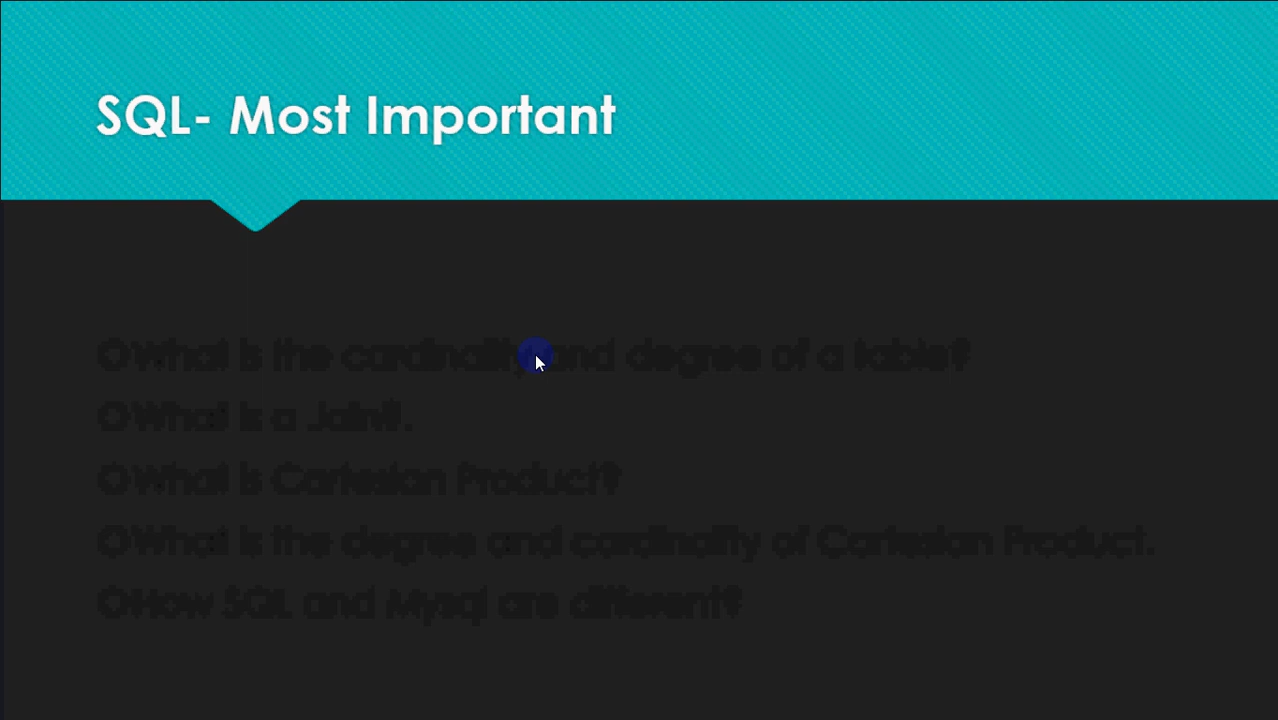 SQL- Most Important
What is the cardinality and degree of a table?
What is a Join?.
What is Cartesian Product?
What is the degree and cardinality of Cartesian Product.
How SQL and Mysql are different?